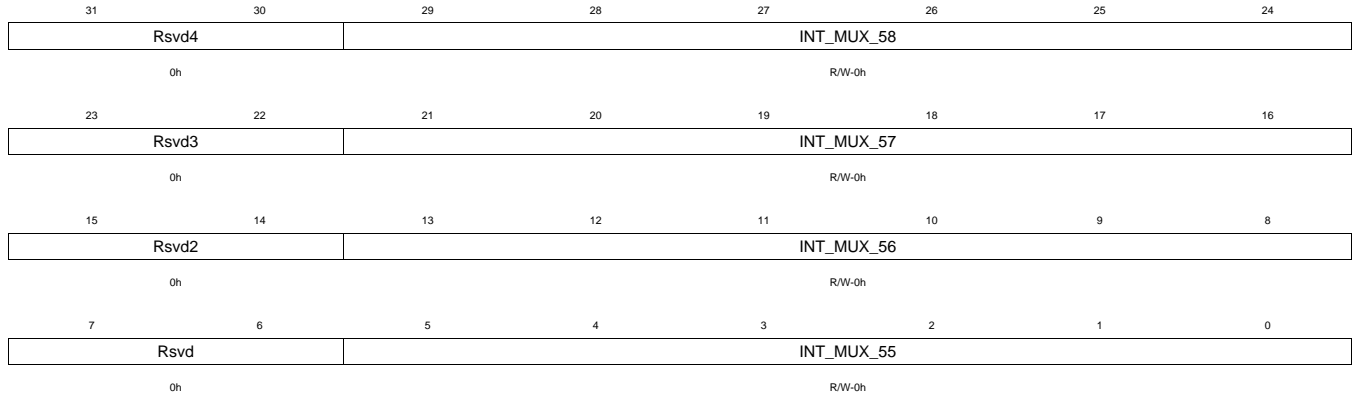 31 30 29 28 27 26 25 24
Rsvd4 INT_MUX_58
0h R/W-0h
23 22 21 20 19 18 17 16
Rsvd3 INT_MUX_57
0h R/W-0h
15 14 13 12 11 10 9 8
Rsvd2 INT_MUX_56
0h R/W-0h
7 6 5 4 3 2 1 0
Rsvd INT_MUX_55
0h R/W-0h